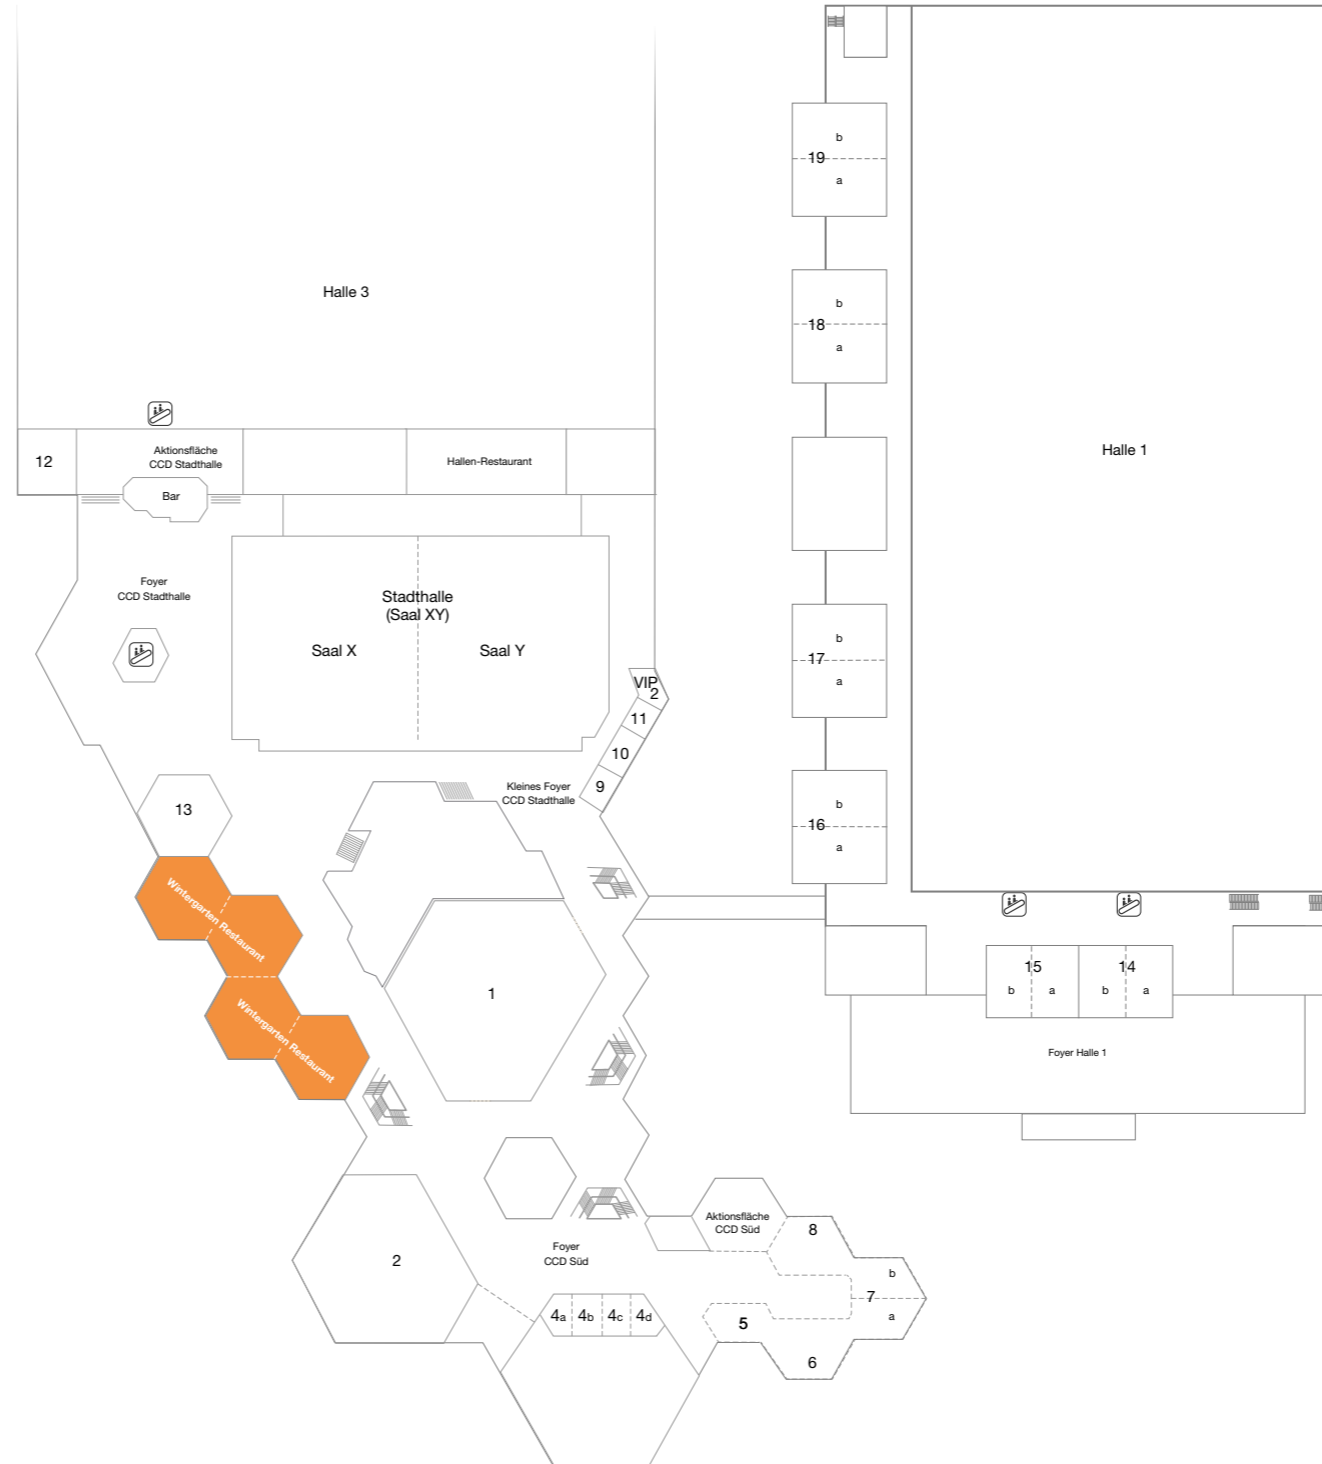 b
19
a
Halle 3
b
18
a
Halle 1
12
Aktionsfläche
CCD Stadthalle
Hallen-Restaurant
Bar
Foyer
CCD Stadthalle
Stadthalle
(Saal XY)
Saal X
Saal Y
b
17
a
VIP
2
11
10
9
Kleines Foyer
CCD Stadthalle
13
b
16
a
Wintergarten Restaurant
Wintergarten Restaurant
1
15
b
a
14
b
a
Foyer Halle 1
2
Foyer
CCD Süd
Aktionsfläche
CCD Süd
8
b
7
a
4a
4b
4c
4d
5
6